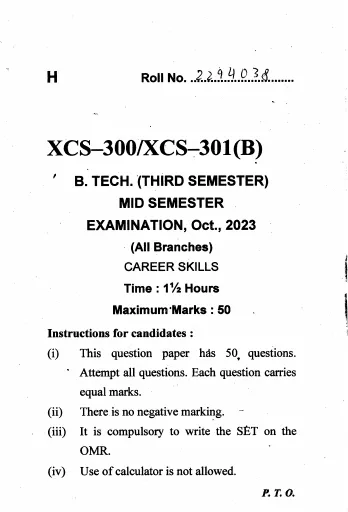 H Roll No. ..2294038........
XCS–300/XCS–301(B)
B. TECH. (THIRD SEMESTER)
MID SEMESTER
EXAMINATION, Oct., 2023
(All Branches)
CAREER SKILLS
Time : 1½ Hours
Maximum Marks : 50
Instructions for candidates :
(i) This question paper has 50 questions.
Attempt all questions. Each question carries
equal marks.
(ii) There is no negative marking.
(iii) It is compulsory to write the SET on the
OMR.
(iv) Use of calculator is not allowed.
P. T. O.